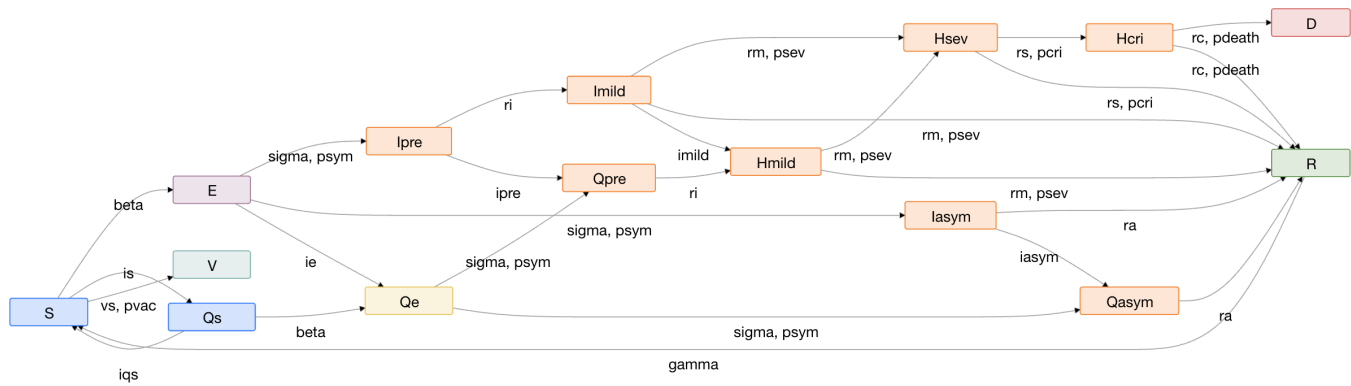 D
Hsev
Hcri
rc, pdeath
rm, psev
rs, pcri
rc, pdeath
Imild
ri
rs, pcri
Ipre
rm, psev
sigma, psym
imild
Hmild
rm, psev
R
E
ipre
Qpre
ri
rm, psev
beta
Iasym
ra
sigma, psym
V
ie
sigma, psym
iasym
is
vs, pvac
Qe
Qasym
S
Qs
beta
sigma, psym
ra
gamma
iqs